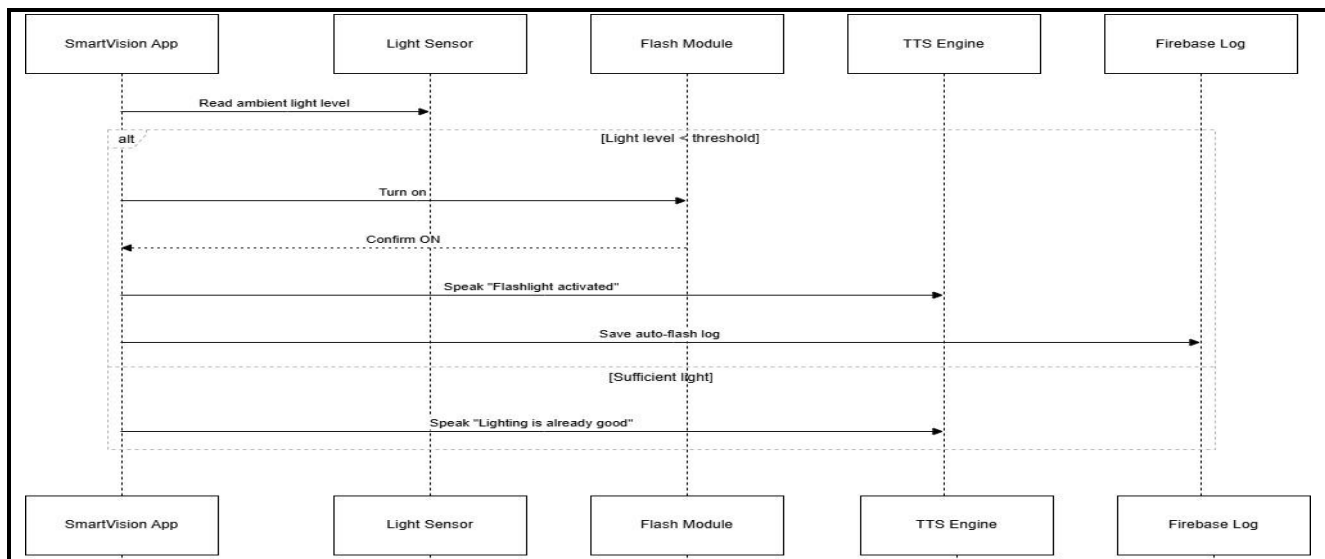 SmartVision App
Light Sensor
Flash Module
TTS Engine
Firebase Log
Read ambient light level
alt
[Light level < threshold]
Turn on
Confirm ON
Speak "Flashlight activated"
Save auto-flash log
[Sufficient light]
Speak "Lighting is already good"
SmartVision App
Light Sensor
Flash Module
TTS Engine
Firebase Log